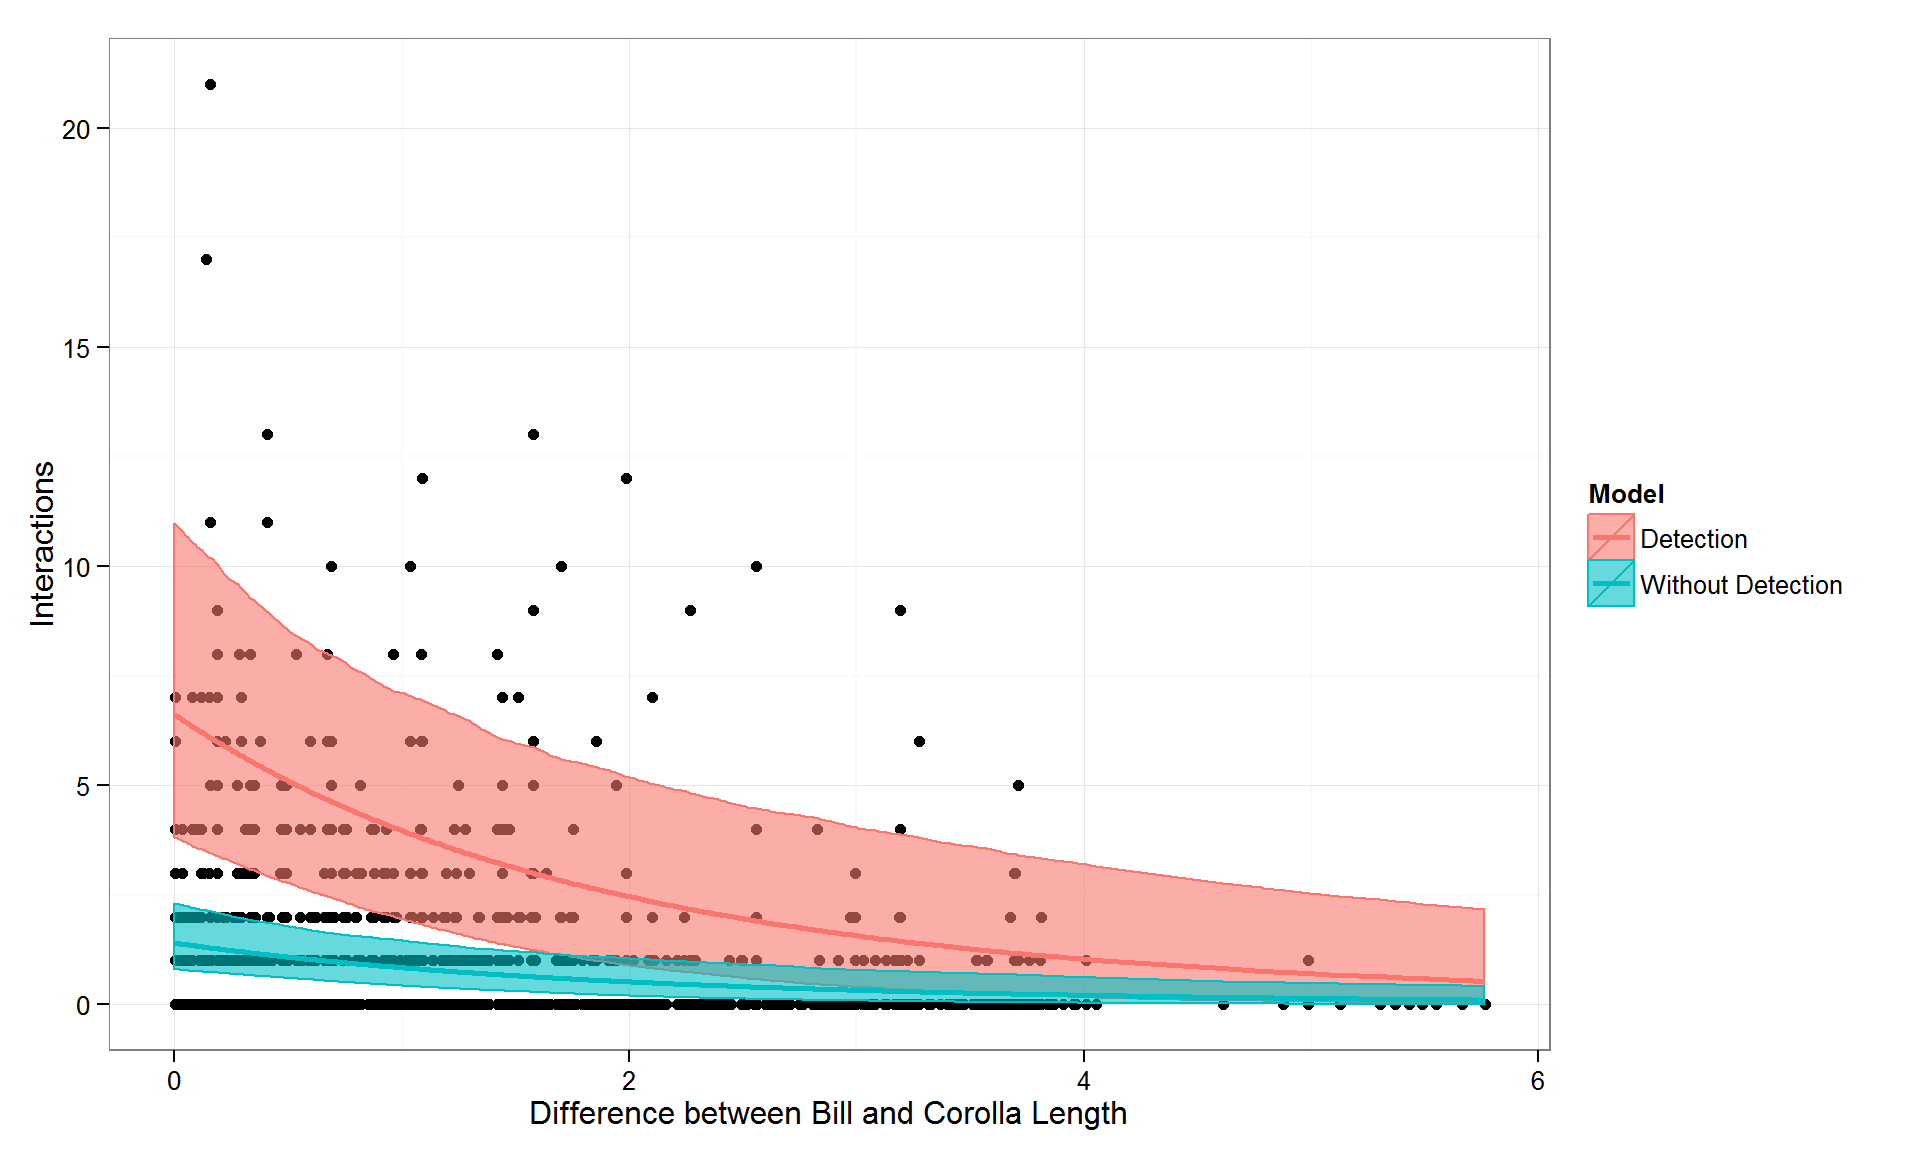 20
15
10
5
0
0 2 4 6
Interactions
Difference between Bill and Corolla Length
Model
Detection
Without Detection